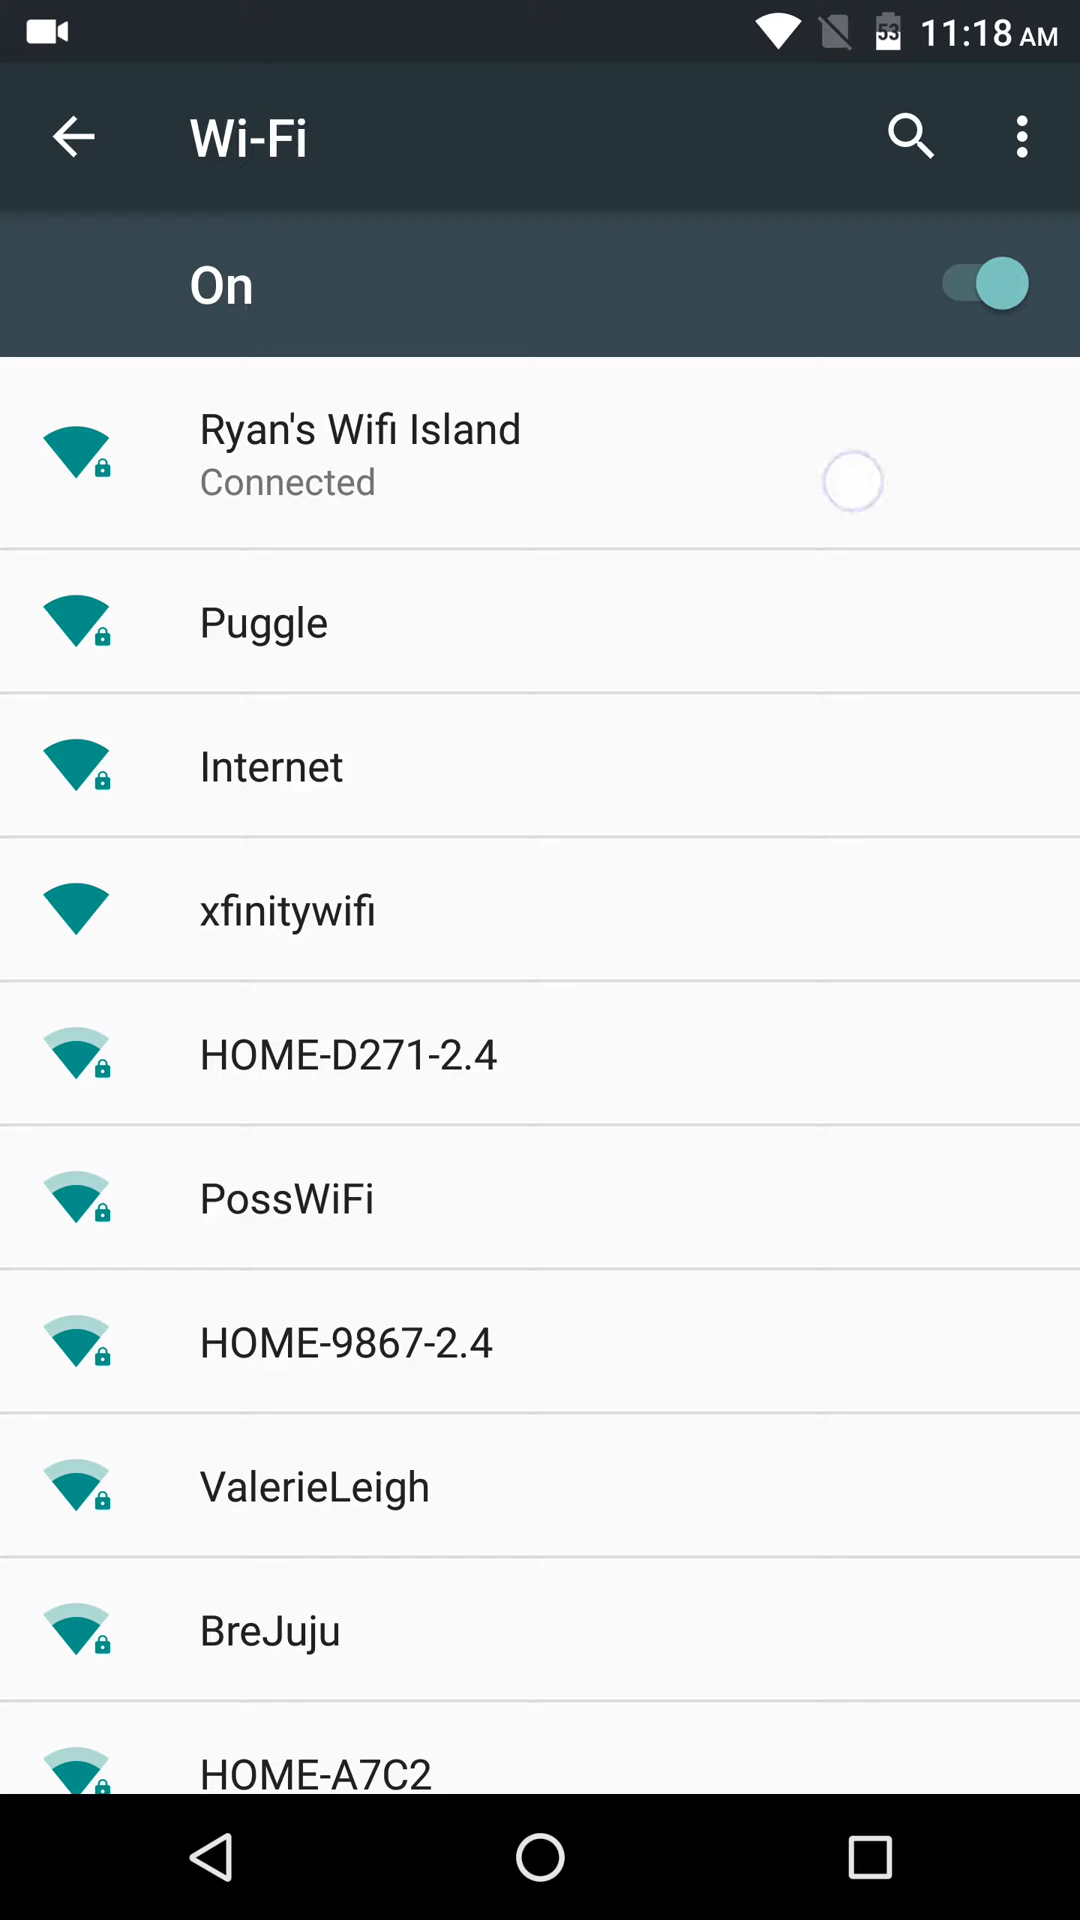 53 11:18 AM
Wi-Fi
On
Ryan's Wifi Island
Connected
Puggle
Internet
xfinitywifi
HOME-D271-2.4
PossWiFi
HOME-9867-2.4
ValerieLeigh
BreJuju
HOME-A7C2